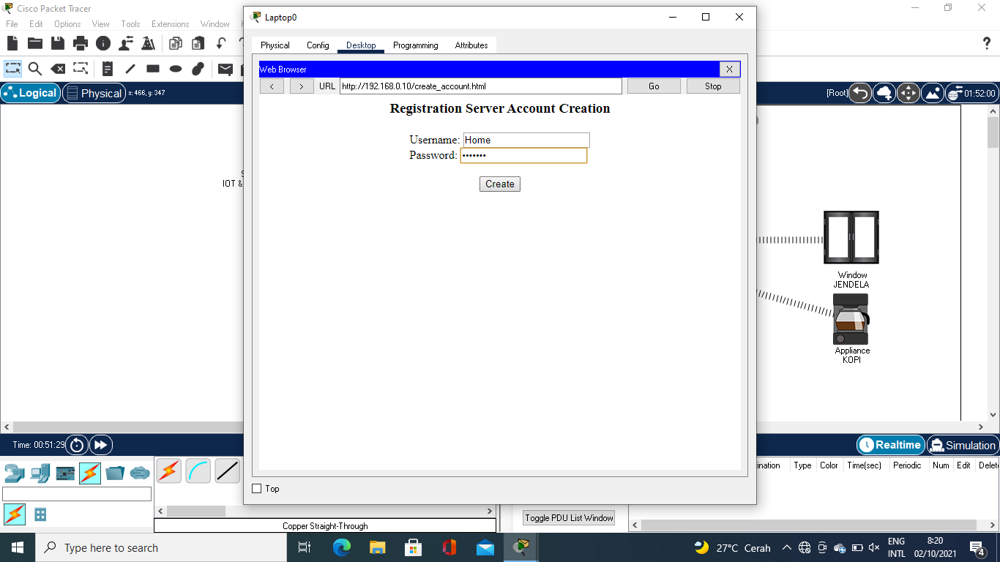 Cisco Packet Tracer
File Edit Options View Tools Extensions Window
Logical
Physical
x: 466, y: 347
[Root]
01:52:00
IOT &
Laptop0
Physical Config Desktop Programming Attributes
Web Browser
X
< > URL http://192.168.0.10/create_account.html Go Stop
Registration Server Account Creation
Username: Home
Password: •••••••
Create
Top
Window
JENDELA
Appliance
KOPI
Time: 00:51:29
Realtime
Simulation
Type Color Time(sec) Periodic Num Edit
Copper Straight-Through
Toggle PDU List Window
Type here to search
27°C Cerah
ENG
INTL
8:20
02/10/2021
4